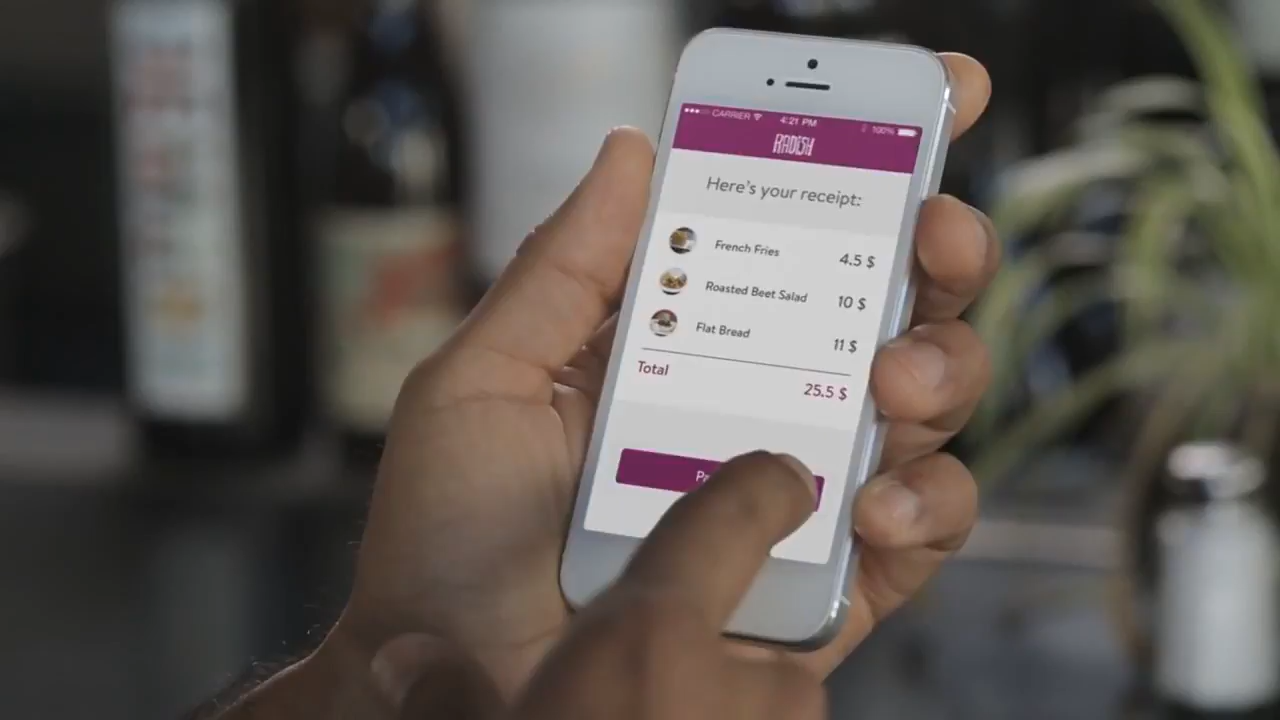 CARRIER 4:21 PM 100%
RADISH
Here's your receipt:
French Fries 4.5 $
Roasted Beet Salad 10 $
Flat Bread 11 $
Total 25.5 $